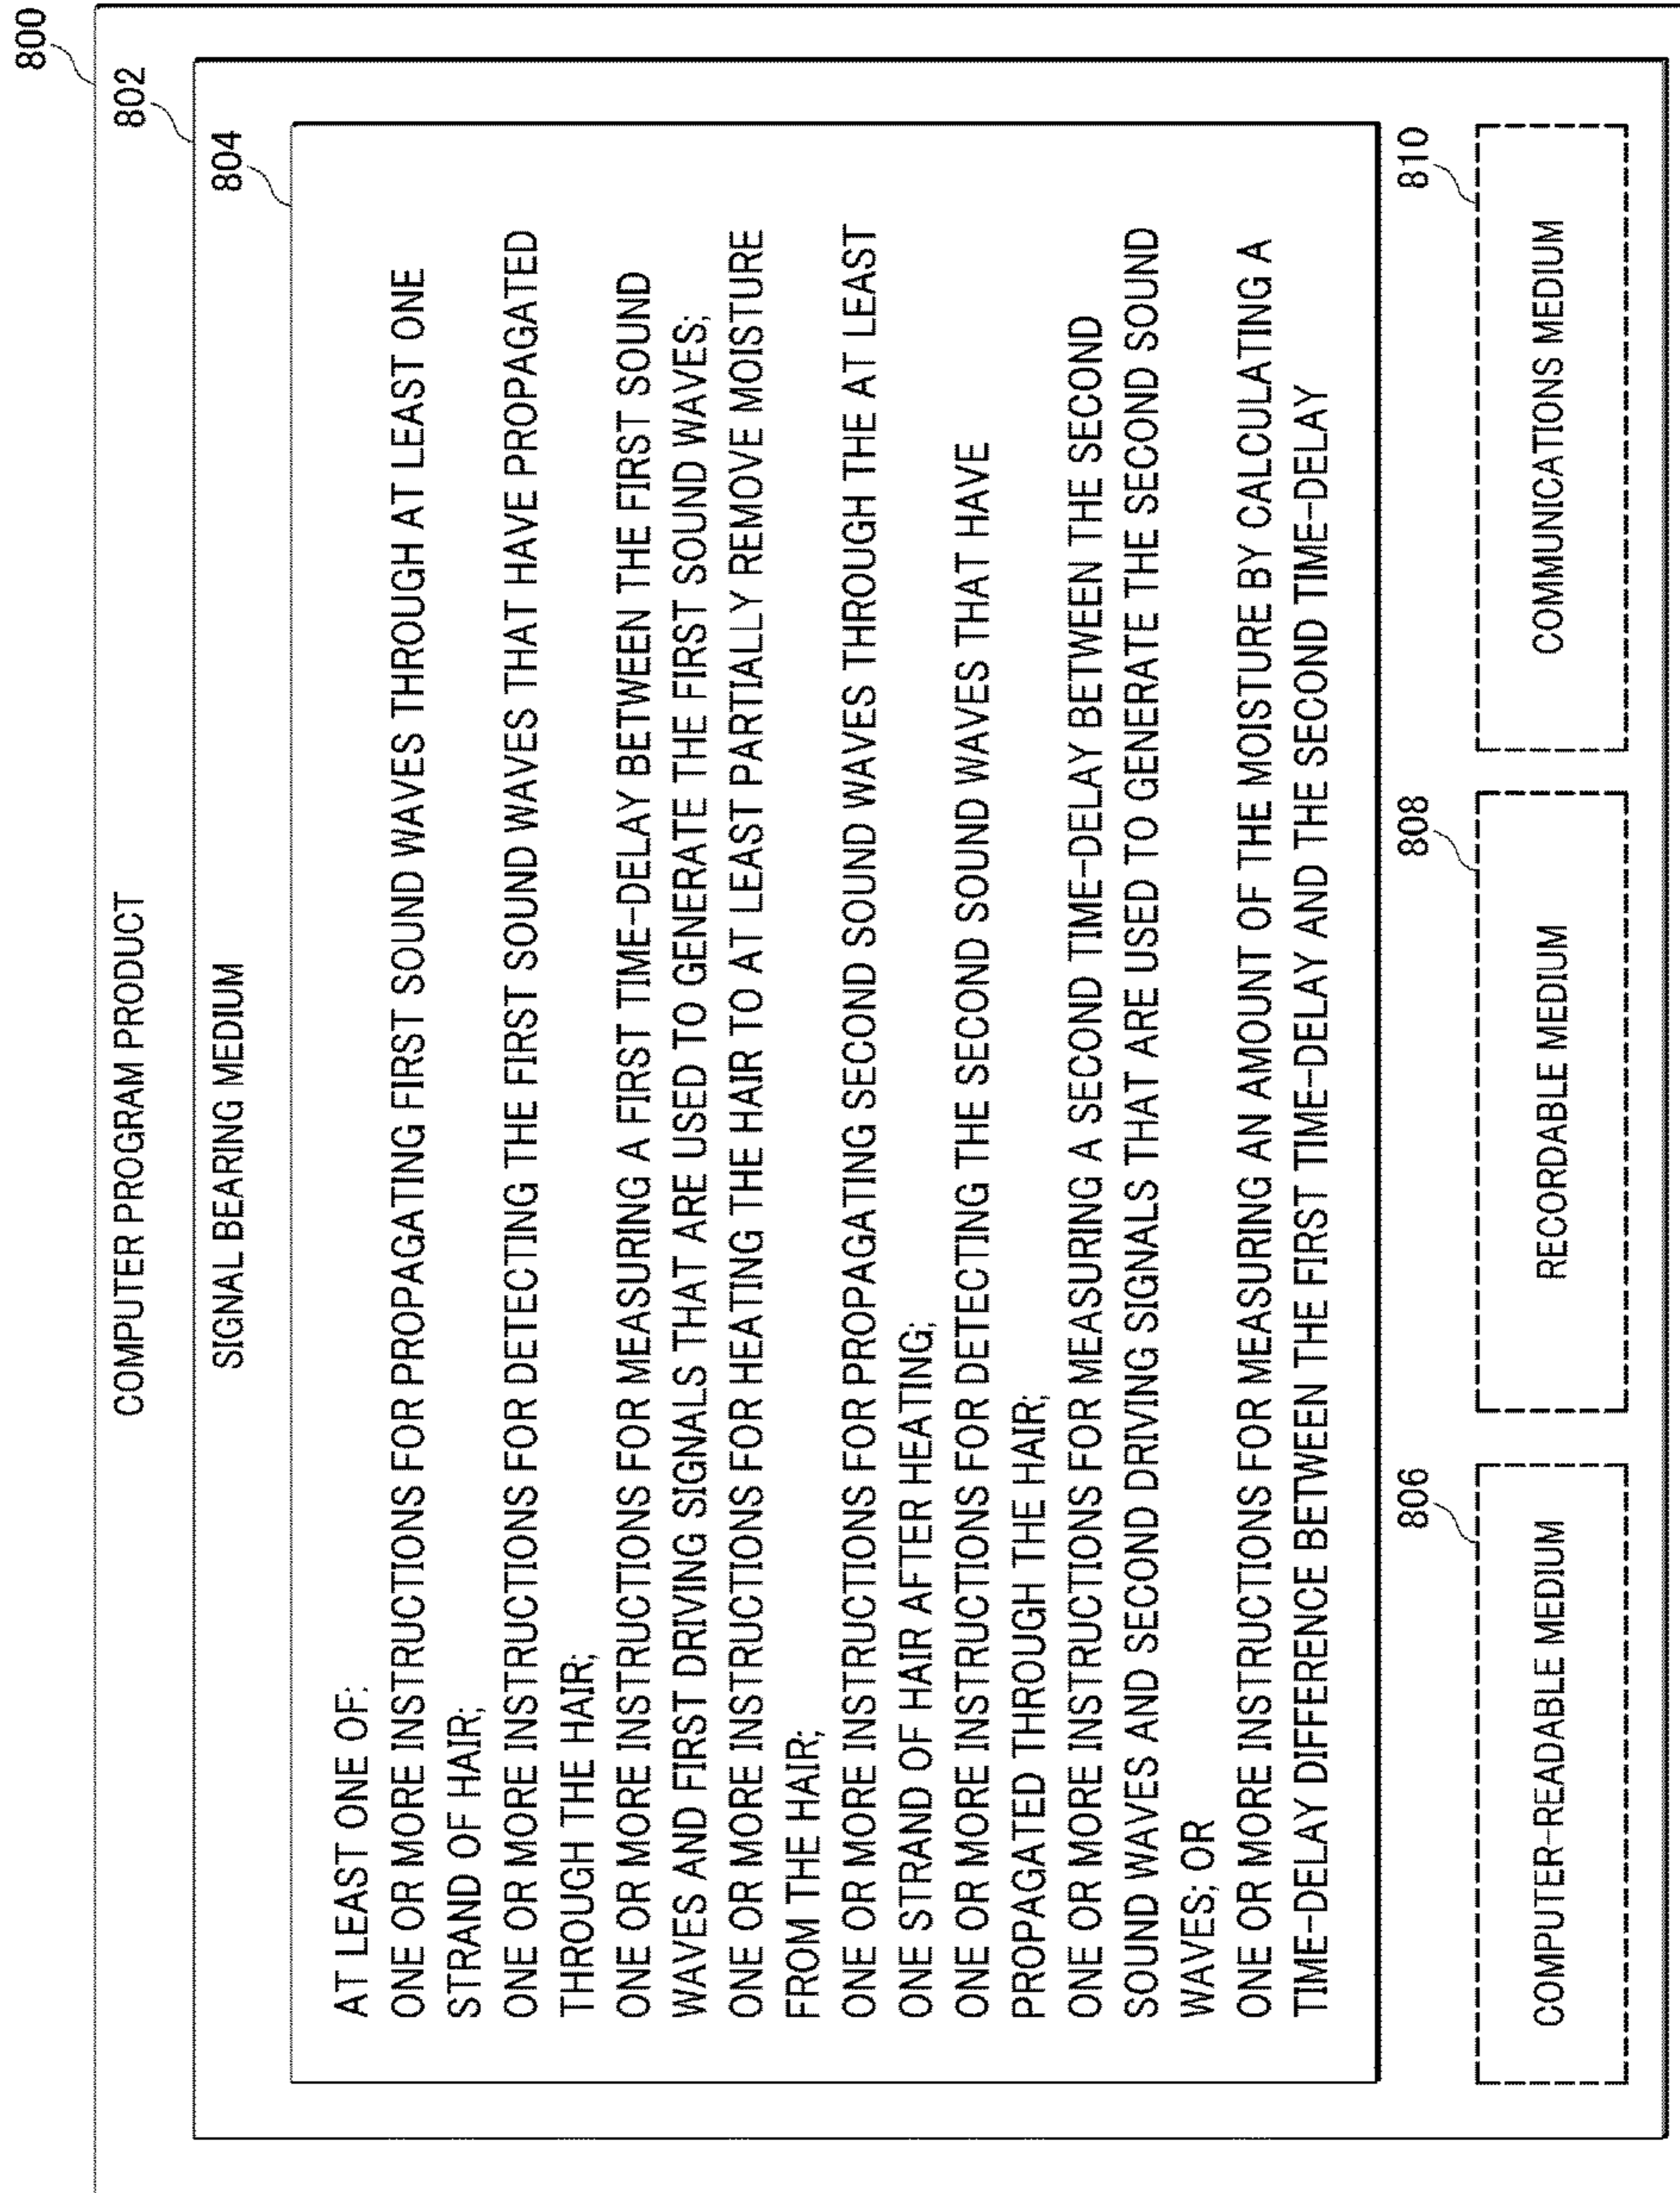 800
COMPUTER PROGRAM PRODUCT
802
SIGNAL BEARING MEDIUM
804
AT LEAST ONE OF:
ONE OR MORE INSTRUCTIONS FOR PROPAGATING FIRST SOUND WAVES THROUGH AT LEAST ONE
STRAND OF HAIR;
ONE OR MORE INSTRUCTIONS FOR DETECTING THE FIRST SOUND WAVES THAT HAVE PROPAGATED
THROUGH THE HAIR;
ONE OR MORE INSTRUCTIONS FOR MEASURING A FIRST TIME-DELAY BETWEEN THE FIRST SOUND
WAVES AND FIRST DRIVING SIGNALS THAT ARE USED TO GENERATE THE FIRST SOUND WAVES;
ONE OR MORE INSTRUCTIONS FOR HEATING THE HAIR TO AT LEAST PARTIALLY REMOVE MOISTURE
FROM THE HAIR;
ONE OR MORE INSTRUCTIONS FOR PROPAGATING SECOND SOUND WAVES THROUGH THE AT LEAST
ONE STRAND OF HAIR AFTER HEATING;
ONE OR MORE INSTRUCTIONS FOR DETECTING THE SECOND SOUND WAVES THAT HAVE
PROPAGATED THROUGH THE HAIR;
ONE OR MORE INSTRUCTIONS FOR MEASURING A SECOND TIME-DELAY BETWEEN THE SECOND
SOUND WAVES AND SECOND DRIVING SIGNALS THAT ARE USED TO GENERATE THE SECOND SOUND
WAVES; OR
ONE OR MORE INSTRUCTIONS FOR MEASURING AN AMOUNT OF THE MOISTURE BY CALCULATING A
TIME-DELAY DIFFERENCE BETWEEN THE FIRST TIME-DELAY AND THE SECOND TIME-DELAY
806
COMPUTER-READABLE MEDIUM
808
RECORDABLE MEDIUM
810
COMMUNICATIONS MEDIUM